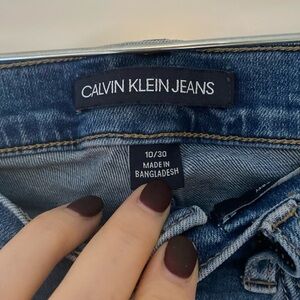 CALVIN KLEIN JEANS
10/30
MADE IN
BANGLADESH